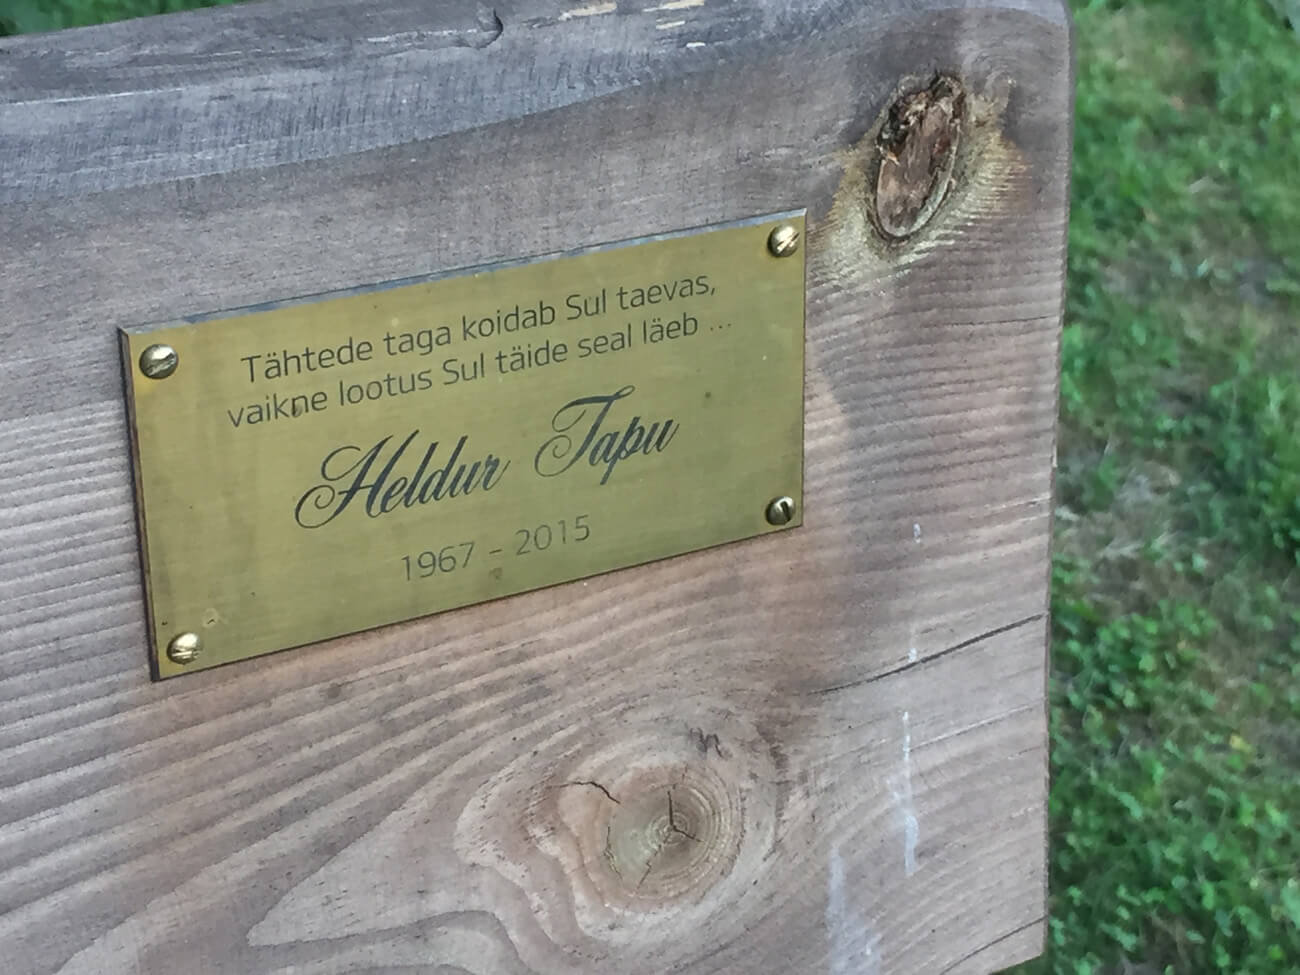 Tähtede taga koidab Sul taevas,
vaikne lootus Sul täide seal läeb ...
Heldur Tapu
1967 - 2015